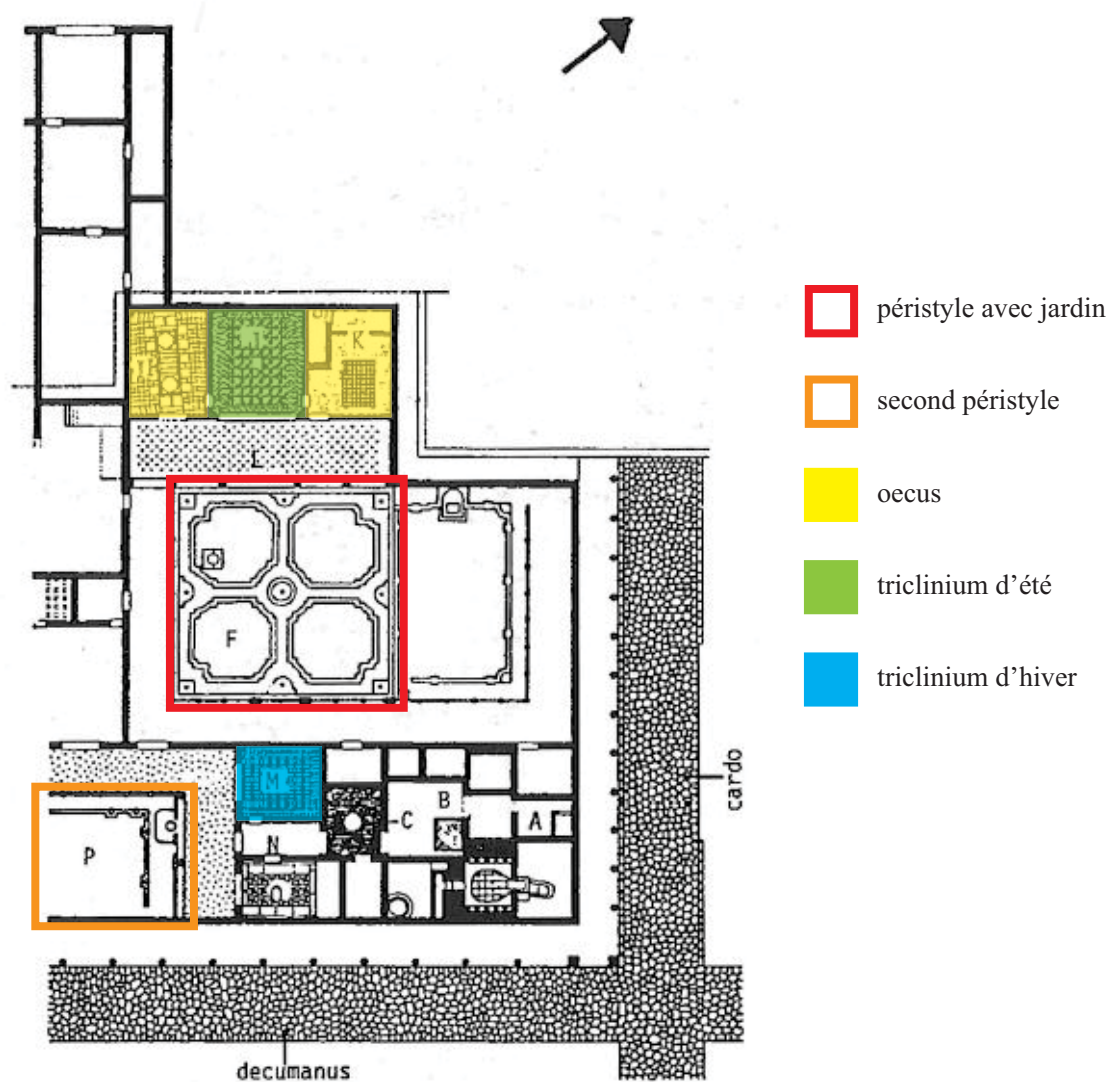 J
K
L
F
M
B
C
A
N
P
péristyle avec jardin
second péristyle
oecus
triclinium d'été
triclinium d'hiver
cardo
decumanus